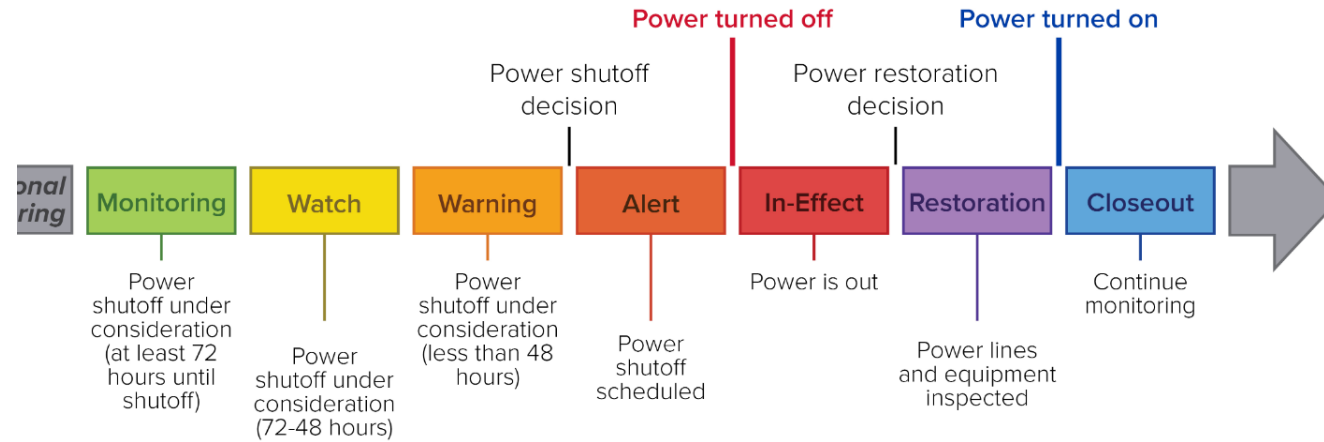 Power turned off
Power turned on
Power shutoff
decision
Power restoration
decision
Monitoring
Watch
Warning
Alert
In-Effect
Restoration
Closeout
Power
shutoff under
consideration
(at least 72
hours until
shutoff)
Power
shutoff under
consideration
(72-48 hours)
Power
shutoff under
consideration
(less than 48
hours)
Power
shutoff
scheduled
Power is out
Power lines
and equipment
inspected
Continue
monitoring